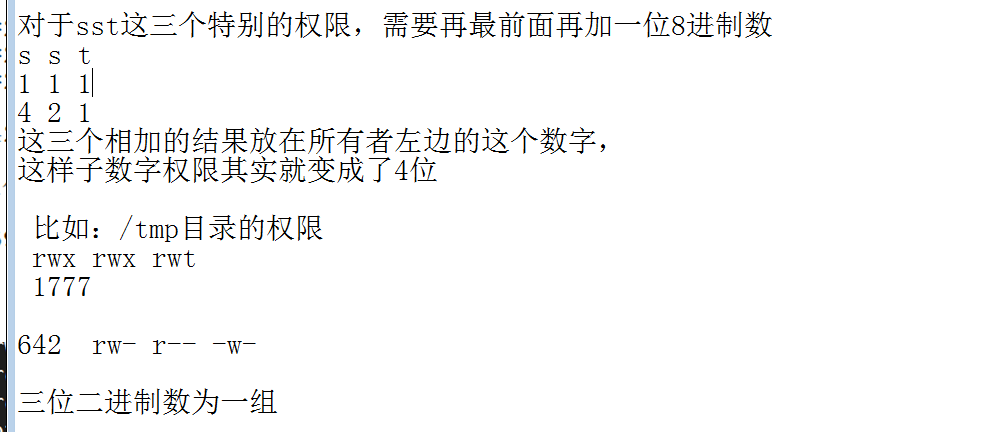 对于sst这三个特别的权限，需要再最前面再加一位8进制数
s s t
1 1 1
4 2 1
这三个相加的结果放在所有者左边的这个数字，
这样子数字权限其实就变成了4位
比如：/tmp目录的权限
rwx rwx rwt
1777
642  rw- r-- -w-
三位二进制数为一组